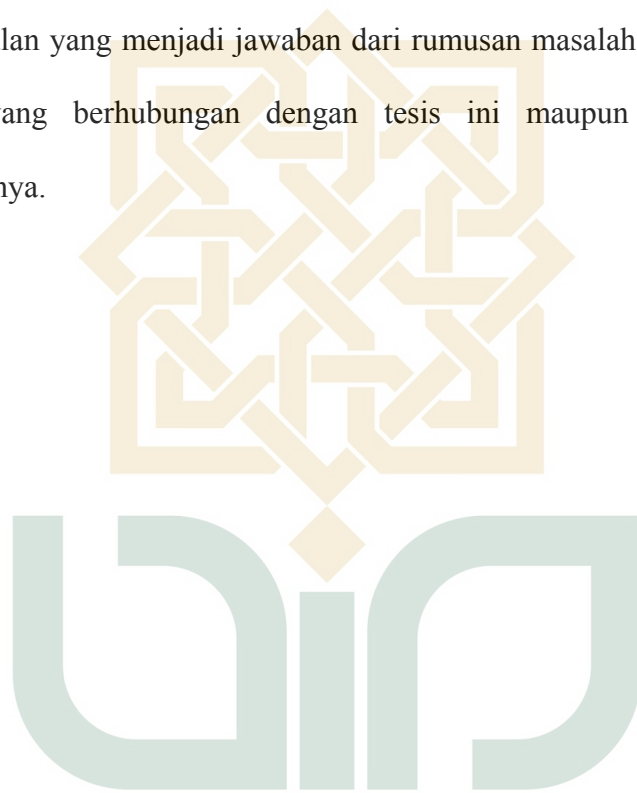 lan yang menjadi jawaban dari rumusan masalah
ang berhubungan dengan tesis ini maupun
nya.